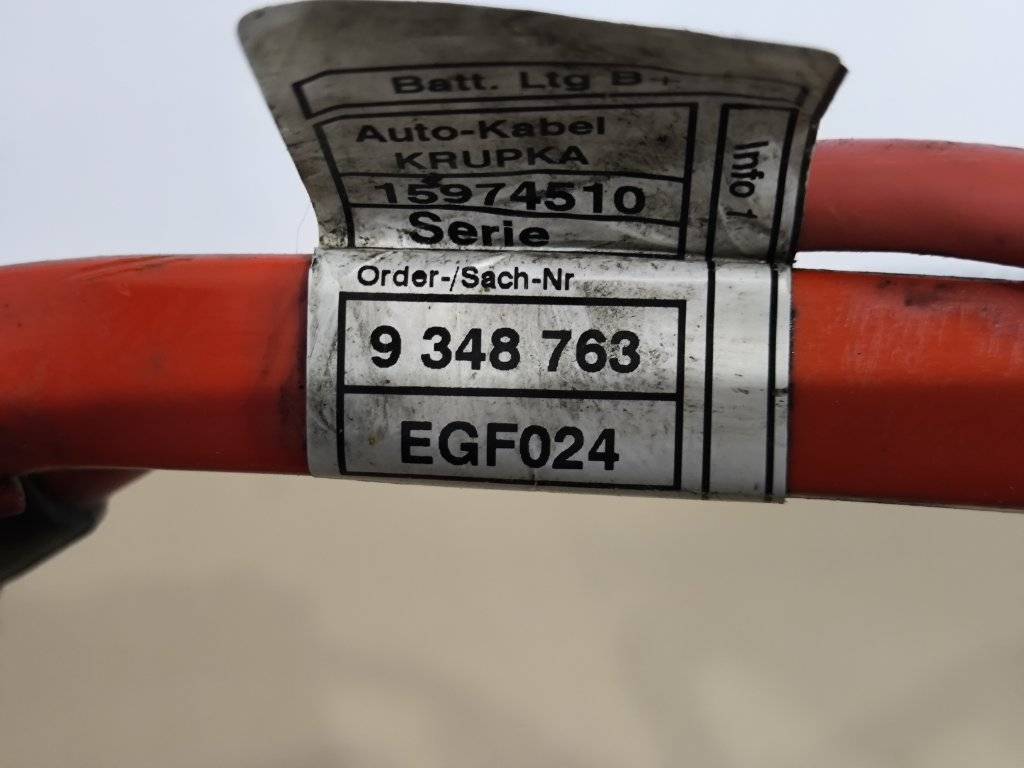 Batt. Ltg B+
Auto-Kabel
KRUPKA
15974510
Serie
Info 1
Order-/Sach-Nr
9 348 763
EGF024